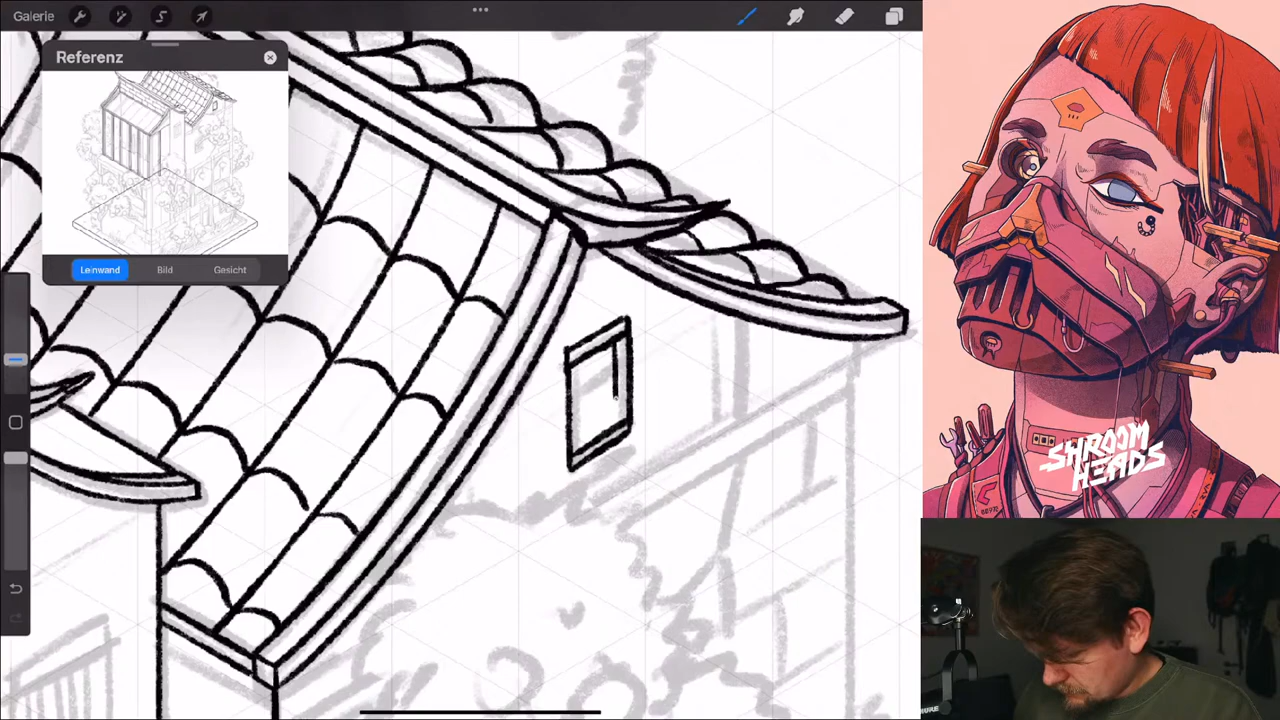 Galerie
Referenz
Leinwand
Bild
Gesicht
SHROOM
HEADS